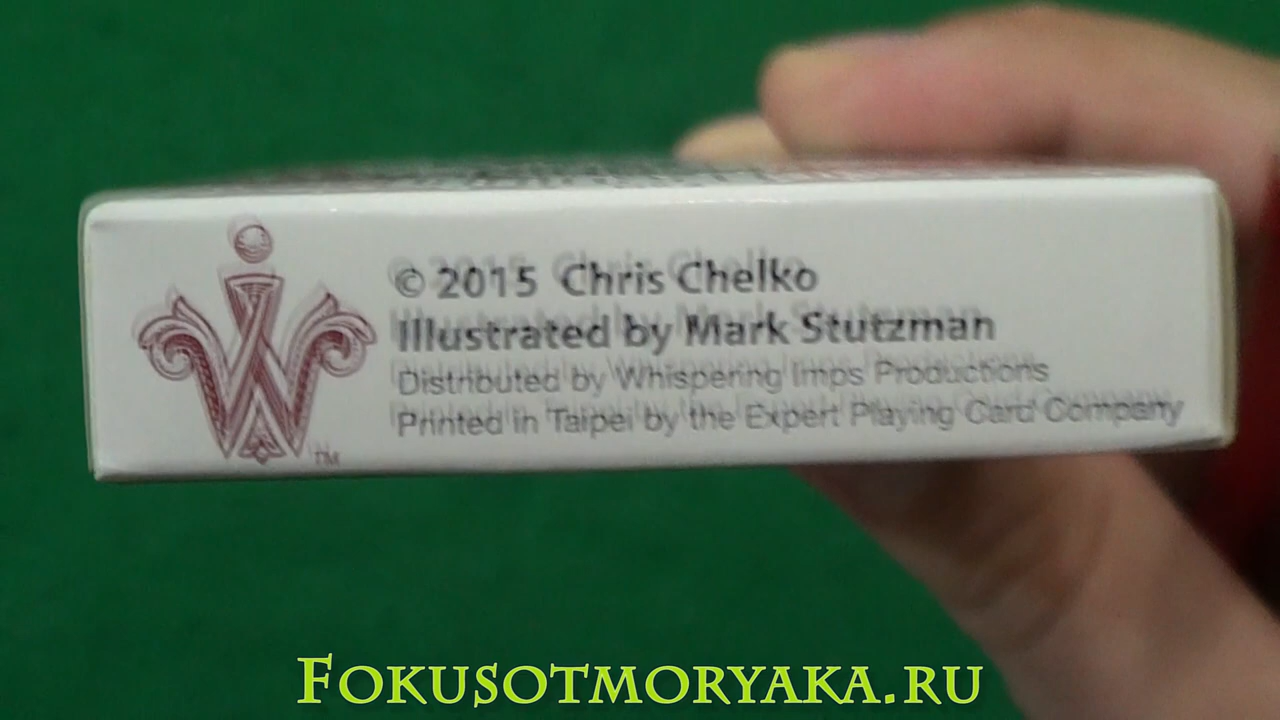 © 2015 Chris Chelko
Illustrated by Mark Stutzman
Distributed by Whispering Imps Productions
Printed in Taipei by the Expert Playing Card Company
W
TM
FOKUSOTMORYAKA.RU